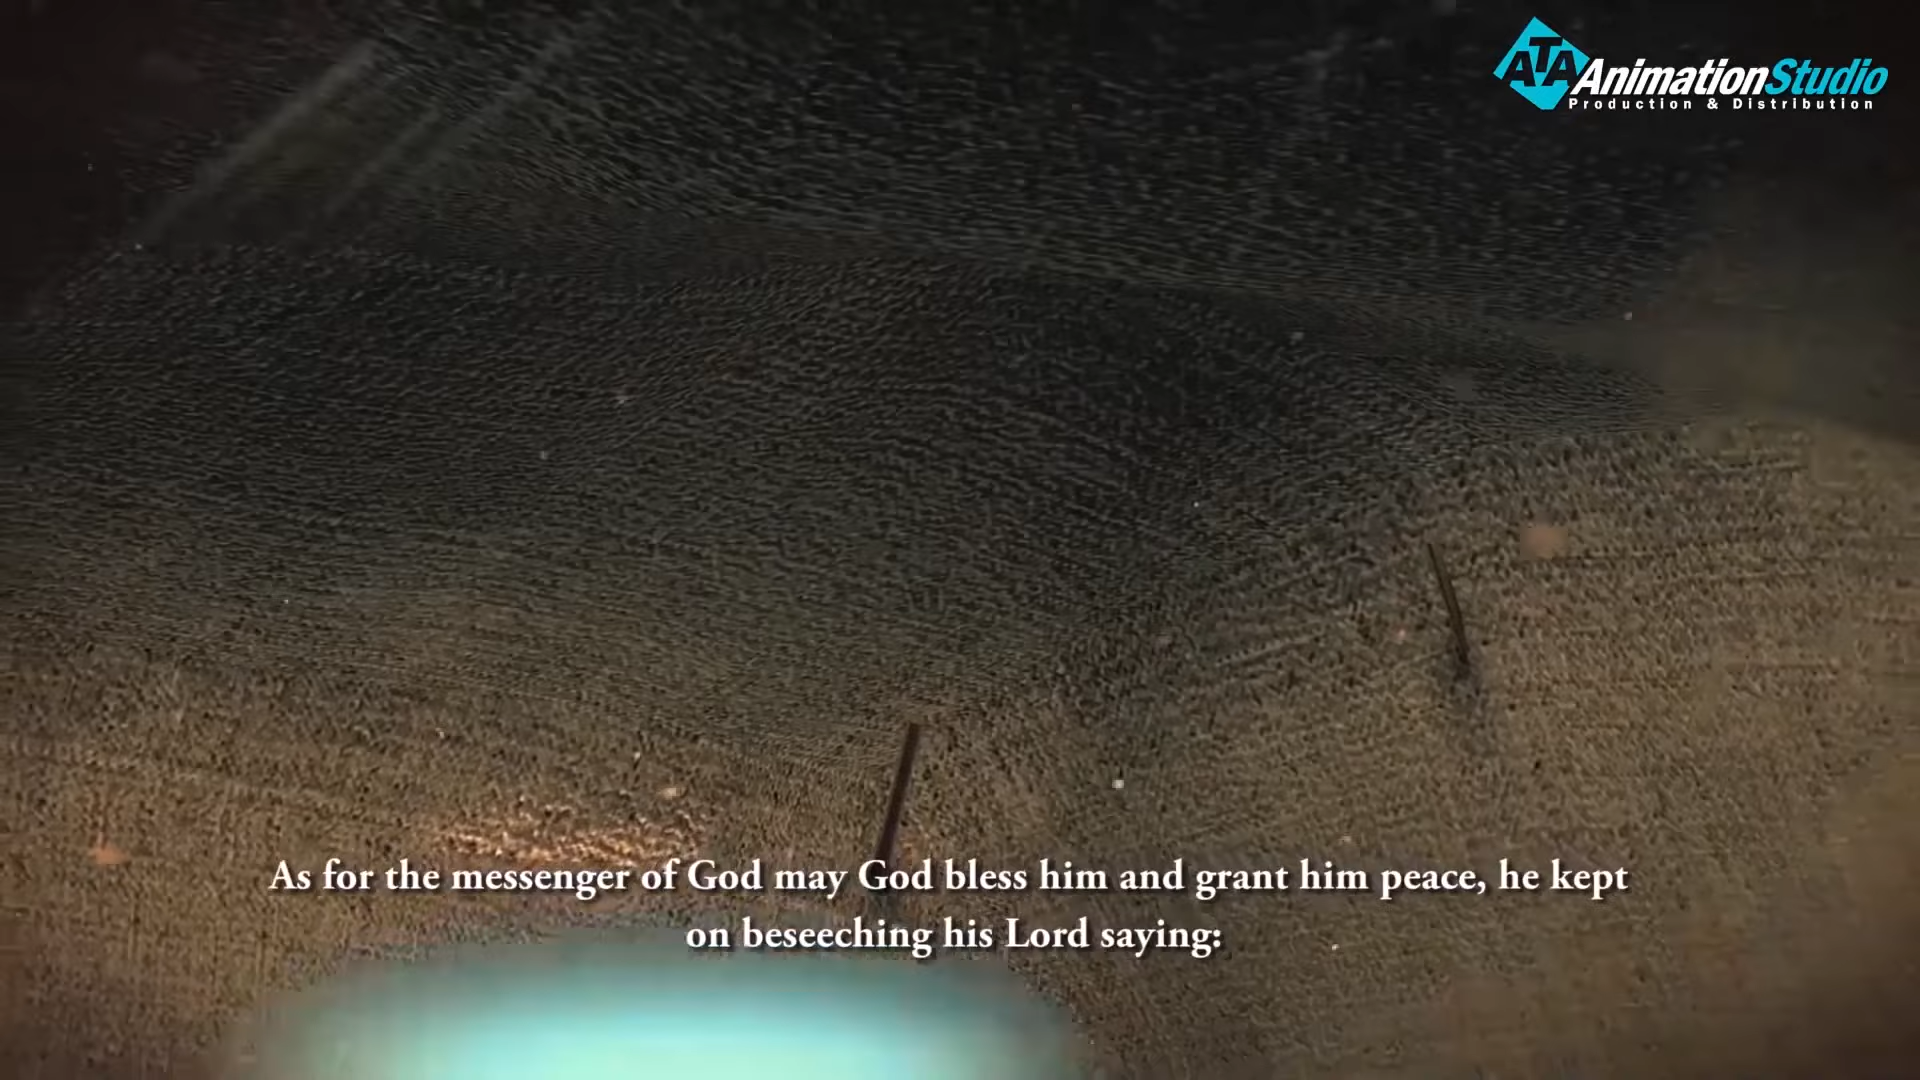 ATA AnimationStudio
Production & Distribution
As for the messenger of God may God bless him and grant him peace, he kept
on beseeching his Lord saying: